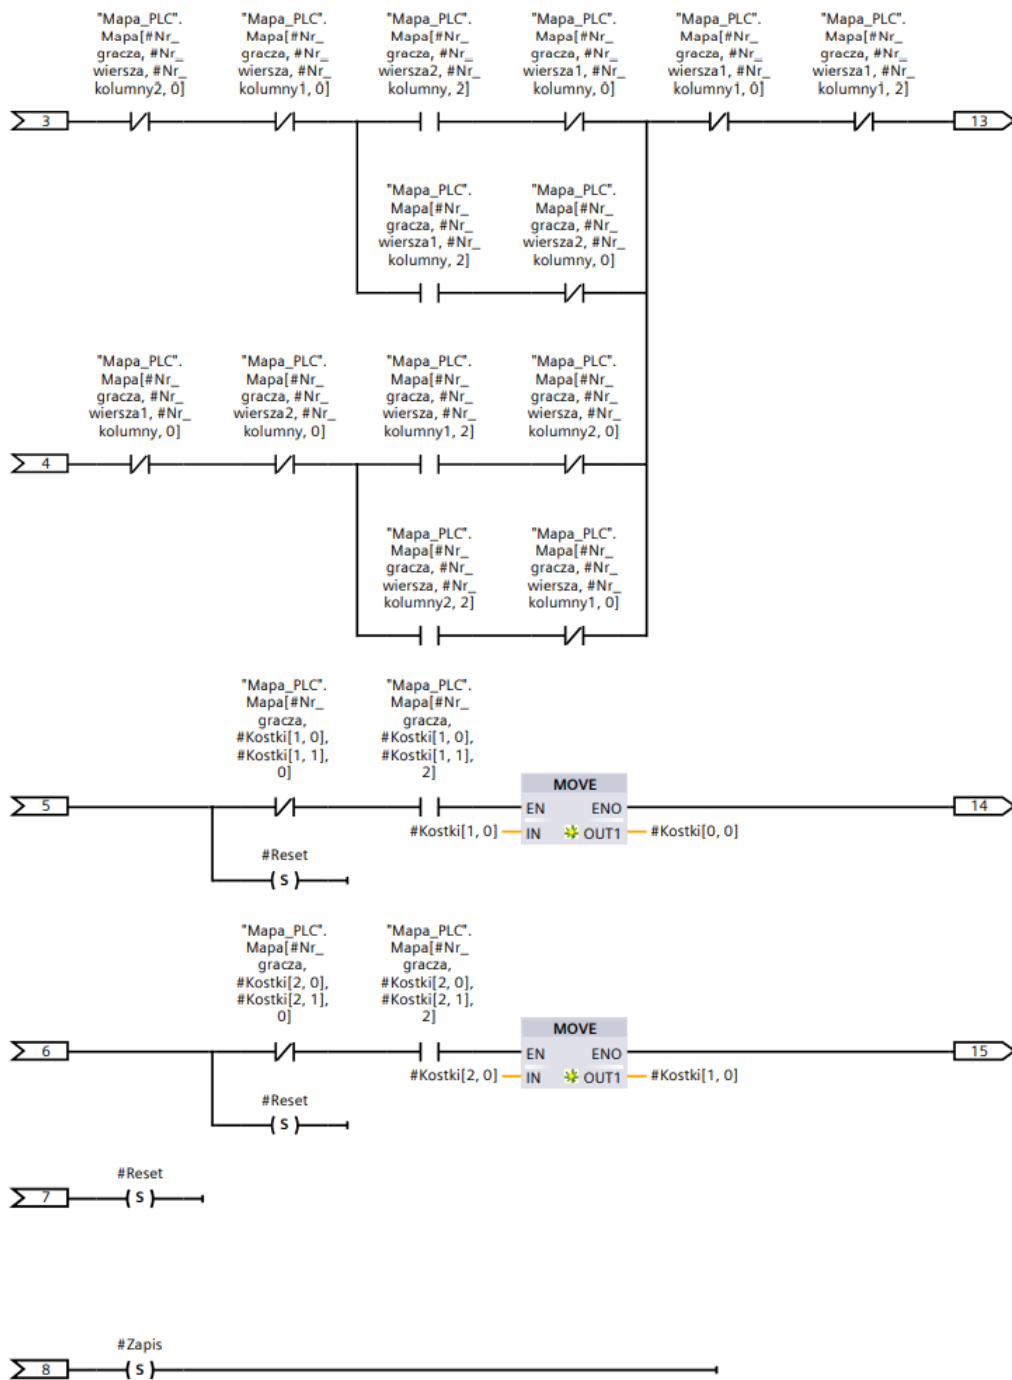 "Mapa_PLC". "Mapa_PLC". "Mapa_PLC". "Mapa_PLC". "Mapa_PLC". "Mapa_PLC".
Mapa[#Nr_ Mapa[#Nr_ Mapa[#Nr_ Mapa[#Nr_ Mapa[#Nr_ Mapa[#Nr_
gracza, #Nr_ gracza, #Nr_ gracza, #Nr_ gracza, #Nr_ gracza, #Nr_ gracza, #Nr_
wiersza, #Nr_ wiersza, #Nr_ wiersza2, #Nr_ wiersza1, #Nr_ wiersza1, #Nr_ wiersza1, #Nr_
kolumny2, 0] kolumny1, 0] kolumny, 2] kolumny, 0] kolumny1, 0] kolumny1, 2]
3 13
"Mapa_PLC". "Mapa_PLC".
Mapa[#Nr_ Mapa[#Nr_
gracza, #Nr_ gracza, #Nr_
wiersza1, #Nr_ wiersza2, #Nr_
kolumny, 2] kolumny, 0]
"Mapa_PLC". "Mapa_PLC". "Mapa_PLC". "Mapa_PLC".
Mapa[#Nr_ Mapa[#Nr_ Mapa[#Nr_ Mapa[#Nr_
gracza, #Nr_ gracza, #Nr_ gracza, #Nr_ gracza, #Nr_
wiersza1, #Nr_ wiersza2, #Nr_ wiersza, #Nr_ wiersza, #Nr_
kolumny, 0] kolumny, 0] kolumny1, 2] kolumny2, 0]
4
"Mapa_PLC". "Mapa_PLC".
Mapa[#Nr_ Mapa[#Nr_
gracza, #Nr_ gracza, #Nr_
wiersza, #Nr_ wiersza, #Nr_
kolumny2, 2] kolumny1, 0]
"Mapa_PLC". "Mapa_PLC".
Mapa[#Nr_ Mapa[#Nr_
gracza, gracza,
#Kostki[1, 0], #Kostki[1, 0],
#Kostki[1, 1], #Kostki[1, 1],
0] 2]
MOVE
5 EN ENO 14
#Kostki[1, 0] IN OUT1 #Kostki[0, 0]
#Reset
S
"Mapa_PLC". "Mapa_PLC".
Mapa[#Nr_ Mapa[#Nr_
gracza, gracza,
#Kostki[2, 0], #Kostki[2, 0],
#Kostki[2, 1], #Kostki[2, 1],
0] 2]
MOVE
6 EN ENO 15
#Kostki[2, 0] IN OUT1 #Kostki[1, 0]
#Reset
S
#Reset
7 S
#Zapis
8 S